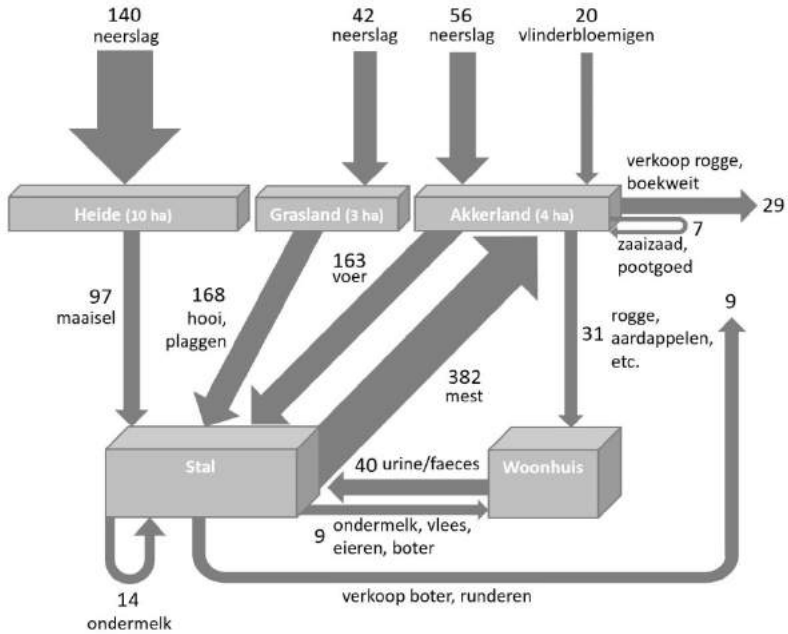 140
neerslag
42
neerslag
56
neerslag
20
vlinderbloemigen
Heide (10 ha)
Grasland (3 ha)
Akkerland (4 ha)
verkoop rogge,
boekweit
29
7
zaaizaad,
pootgoed
97
maaisel
168
hooi,
plaggen
163
voer
382
mest
31
rogge,
aardappelen,
etc.
9
Stal
Woonhuis
40 urine/faeces
9
ondermelk, vlees,
eieren, boter
14
ondermelk
verkoop boter, runderen